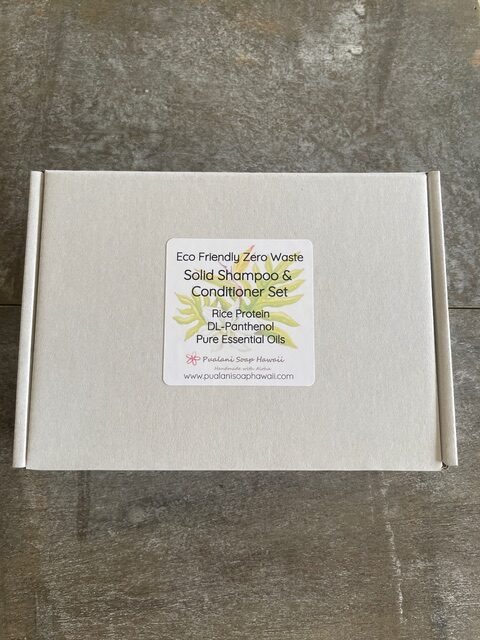 Eco Friendly Zero Waste
Solid Shampoo &
Conditioner Set
Rice Protein
DL-Panthenol
Pure Essential Oils
Pualani Soap Hawaii
Handmade with Aloha
www.pualanisoaphawaii.com